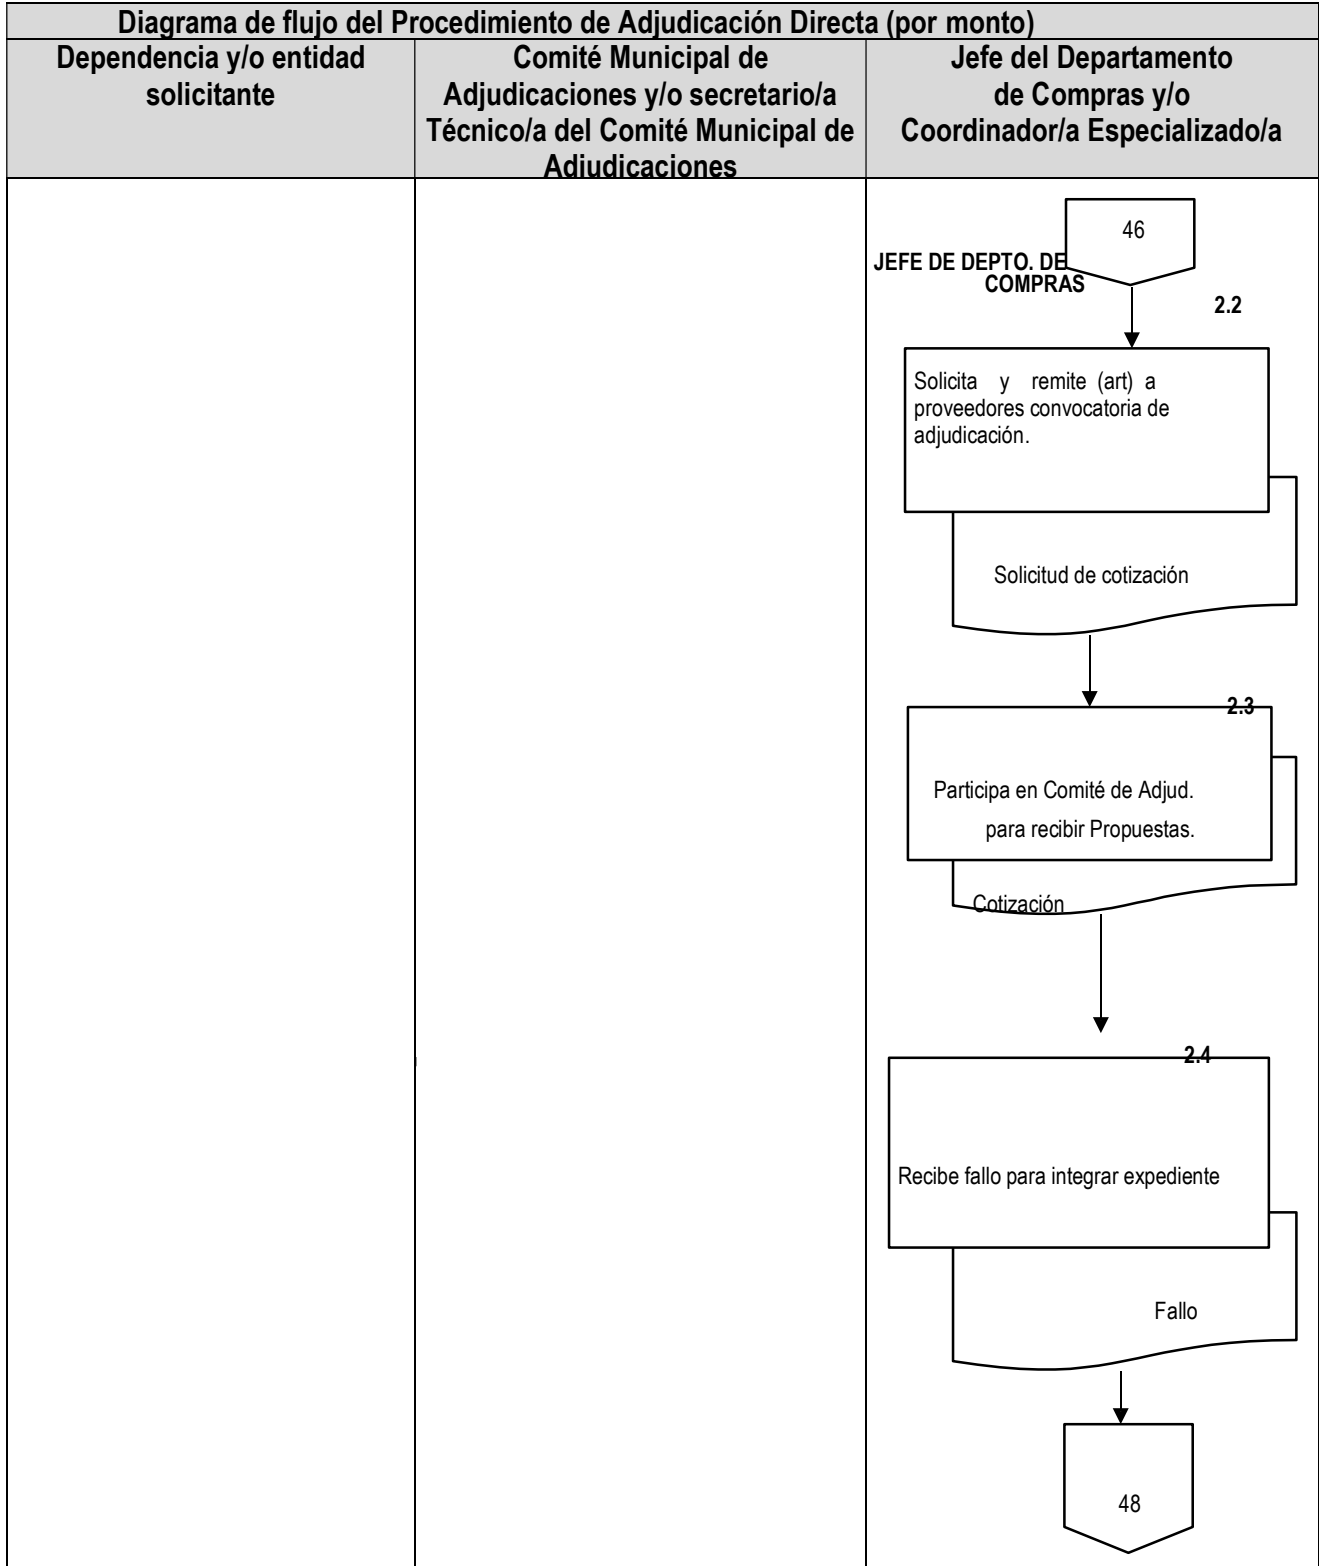 Diagrama de flujo del Procedimiento de Adjudicación Directa (por monto)
Dependencia y/o entidad
solicitante
Comité Municipal de
Adjudicaciones y/o secretario/a
Técnico/a del Comité Municipal de
Adjudicaciones
Jefe del Departamento
de Compras y/o
Coordinador/a Especializado/a
46
JEFE DE DEPTO. DE
COMPRAS
2.2
Solicita y remite (art) a
proveedores convocatoria de
adjudicación.
Solicitud de cotización
2.3
Participa en Comité de Adjud.
para recibir Propuestas.
Cotización
2.4
Recibe fallo para integrar expediente
Fallo
48